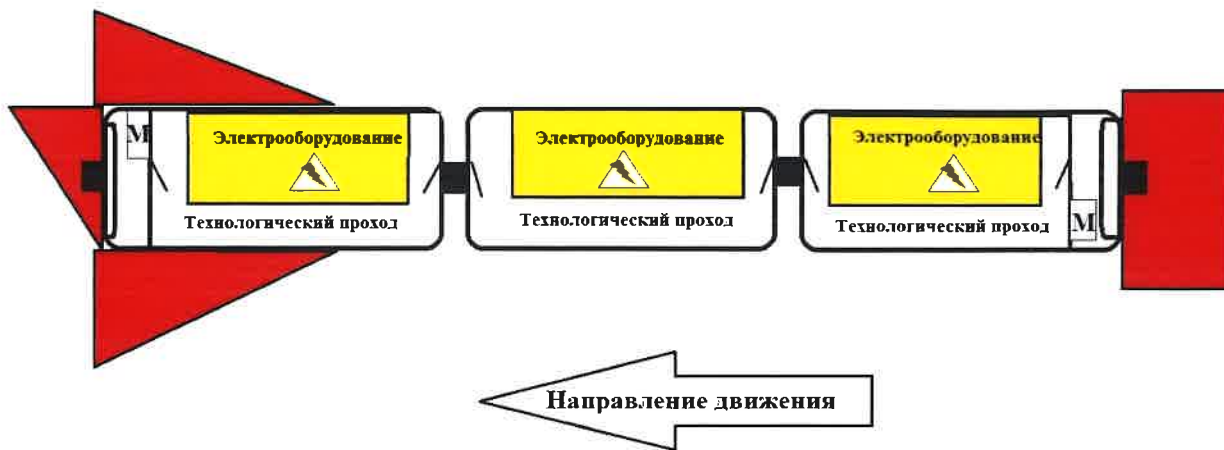 М
Электрооборудование
Технологический проход
Электрооборудование
Технологический проход
Электрооборудование
Технологический проход
М
Направление движения